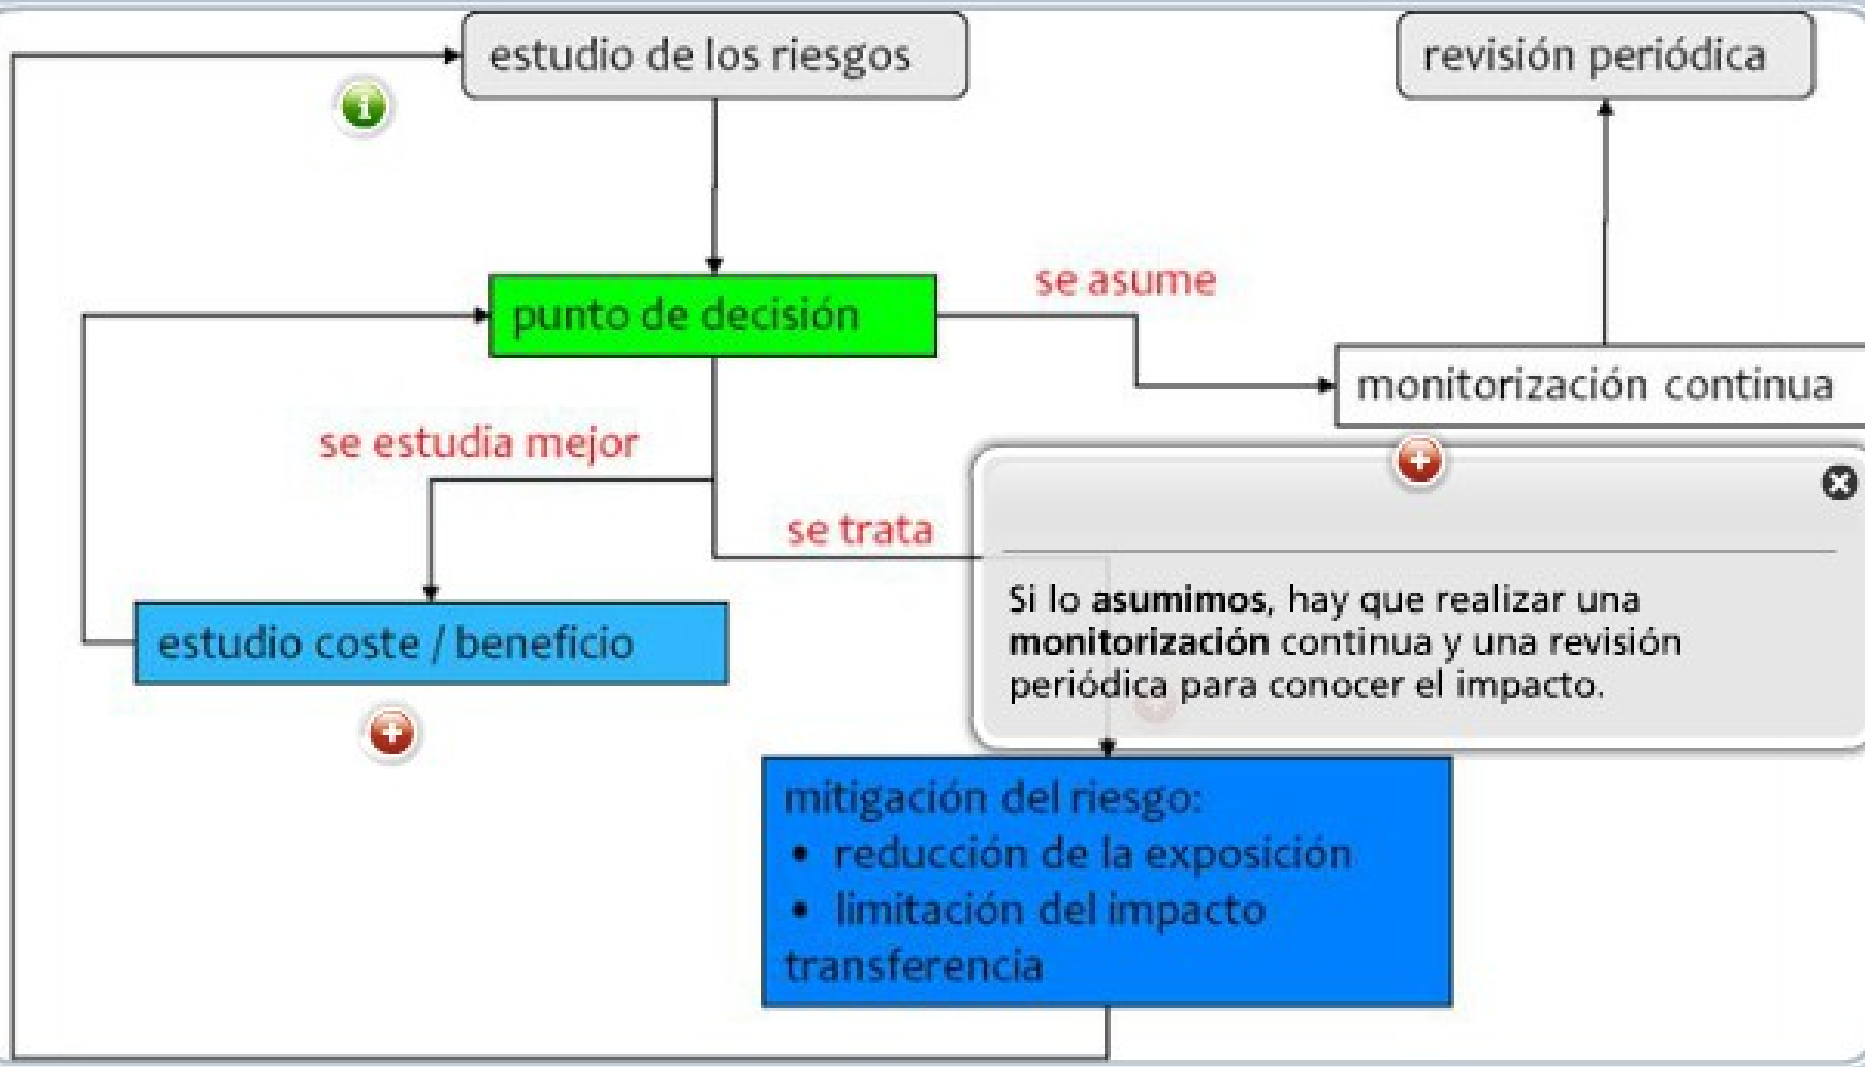 estudio de los riesgos
revisión periódica
se asume
punto de decisión
monitorización continua
se estudia mejor
se trata
Si lo asumimos, hay que realizar una
monitorización continua y una revisión
periódica para conocer el impacto.
estudio coste / beneficio
mitigación del riesgo:
• reducción de la exposición
• limitación del impacto
transferencia